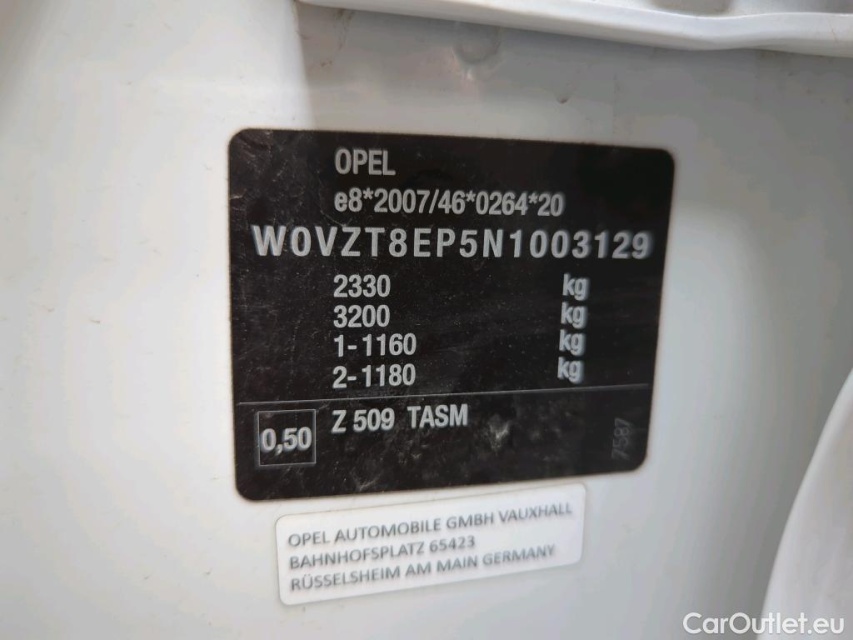 OPEL
e8*2007/46*0264*20
W0VZT8EP5N1003129
2330 kg
3200 kg
1-1160 kg
2-1180 kg
0,50 Z 509 TASM
7587
OPEL AUTOMOBILE GMBH VAUXHALL
BAHNHOFSPLATZ 65423
RÜSSELSHEIM AM MAIN GERMANY
CarOutlet.eu